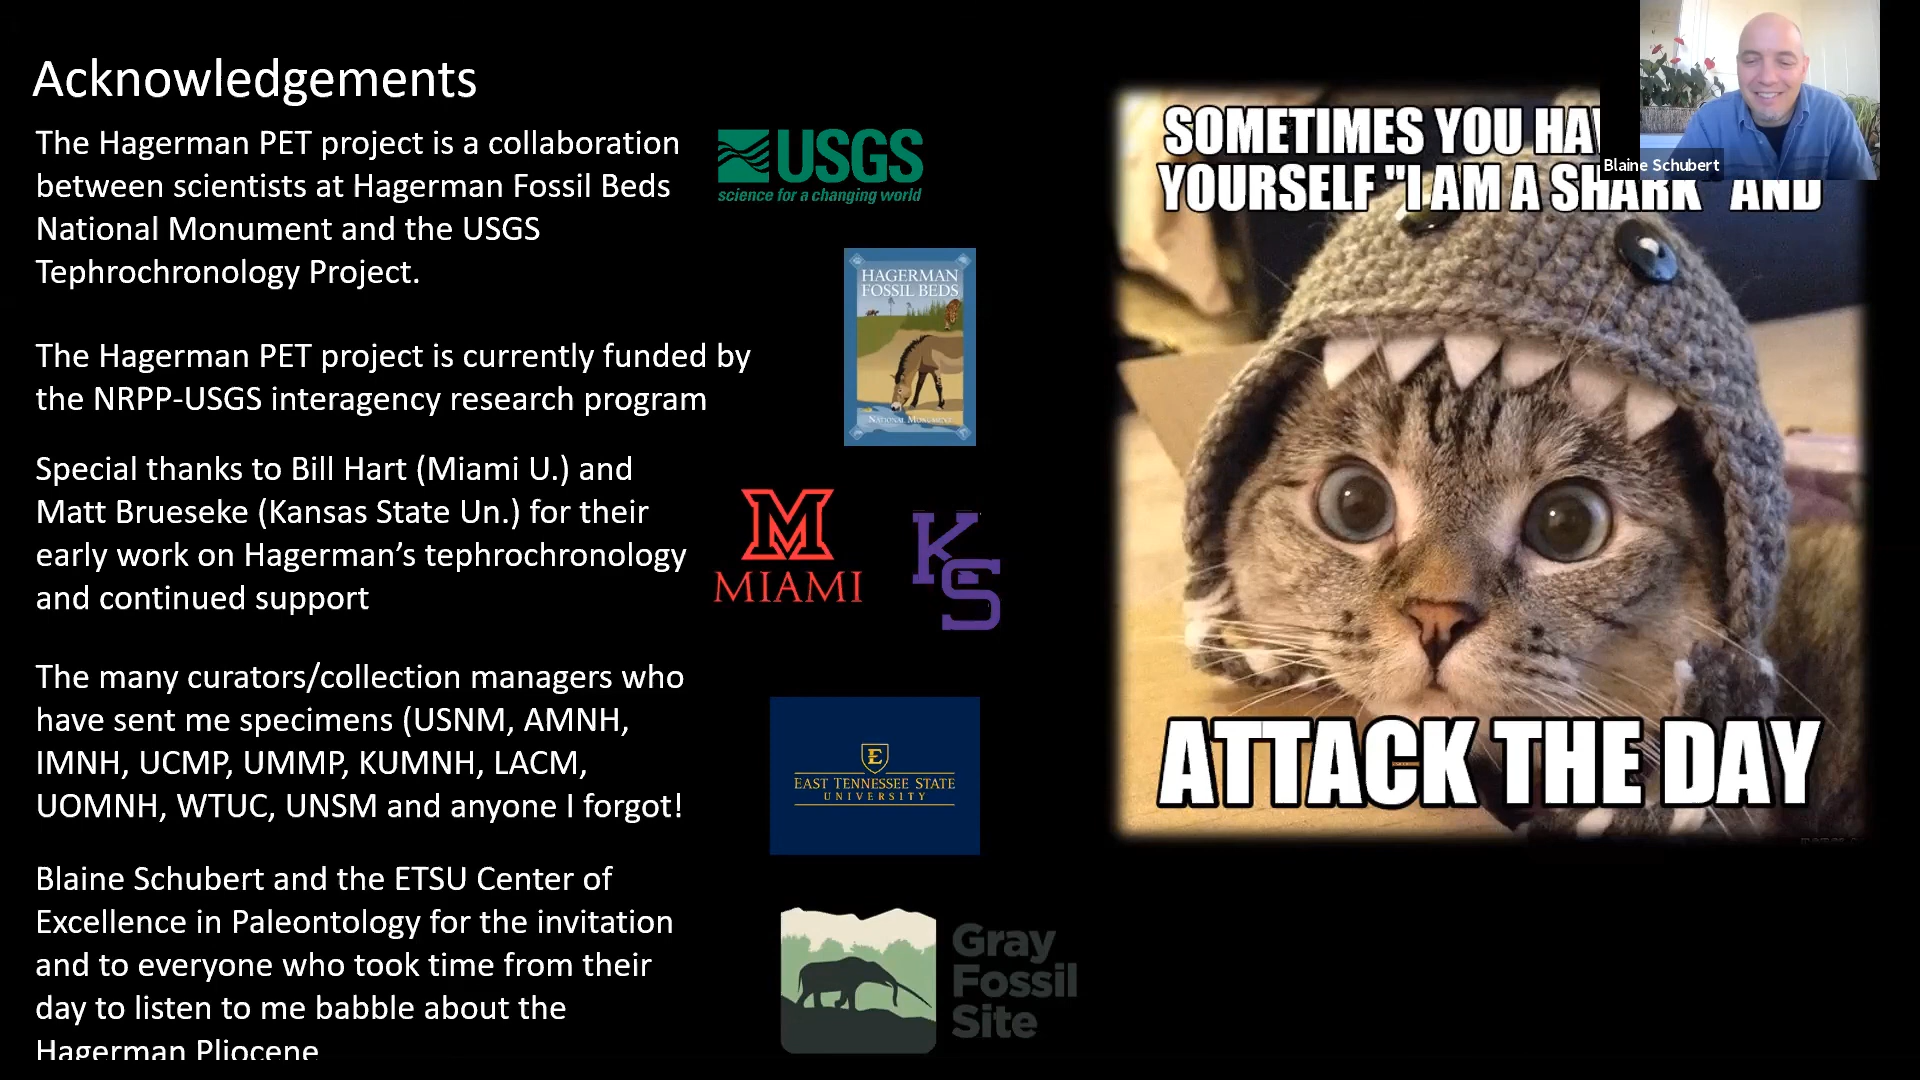 Acknowledgements
The Hagerman PET project is a collaboration
between scientists at Hagerman Fossil Beds
National Monument and the USGS
Tephrochronology Project.
The Hagerman PET project is currently funded by
the NRPP-USGS interagency research program
Special thanks to Bill Hart (Miami U.) and
Matt Brueseke (Kansas State Un.) for their
early work on Hagerman’s tephrochronology
and continued support
The many curators/collection managers who
have sent me specimens (USNM, AMNH,
IMNH, UCMP, UMMP, KUMNH, LACM,
UOMNH, WTUC, UNSM and anyone I forgot!
Blaine Schubert and the ETSU Center of
Excellence in Paleontology for the invitation
and to everyone who took time from their
day to listen to me babble about the
Hagerman Pliocene
USGS
science for a changing world
HAGERMAN
FOSSIL BEDS
NATIONAL MONUMENT
M
MIAMI
KS
E
EAST TENNESSEE STATE
UNIVERSITY
Gray
Fossil
Site
SOMETIMES YOU
YOURSELF "I AM A SHARK" AND
ATTACK THE DAY
Blaine Schubert